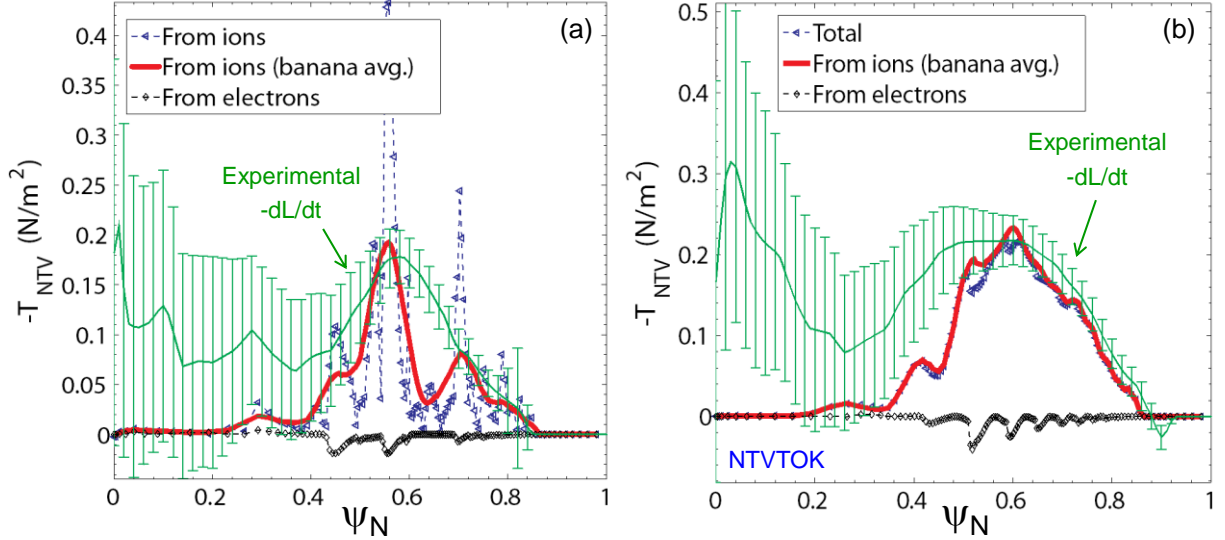 (a)
From ions
From ions (banana avg.)
From electrons
Experimental
-dL/dt
-T_NTV (N/m²)
0.4
0.35
0.3
0.25
0.2
0.15
0.1
0.05
0
0 0.2 0.4 0.6 0.8 1
ψ_N
(b)
Total
From ions (banana avg.)
From electrons
Experimental
-dL/dt
-T_NTV (N/m²)
0.5
0.4
0.3
0.2
0.1
0
NTVTOK
0 0.2 0.4 0.6 0.8 1
ψ_N